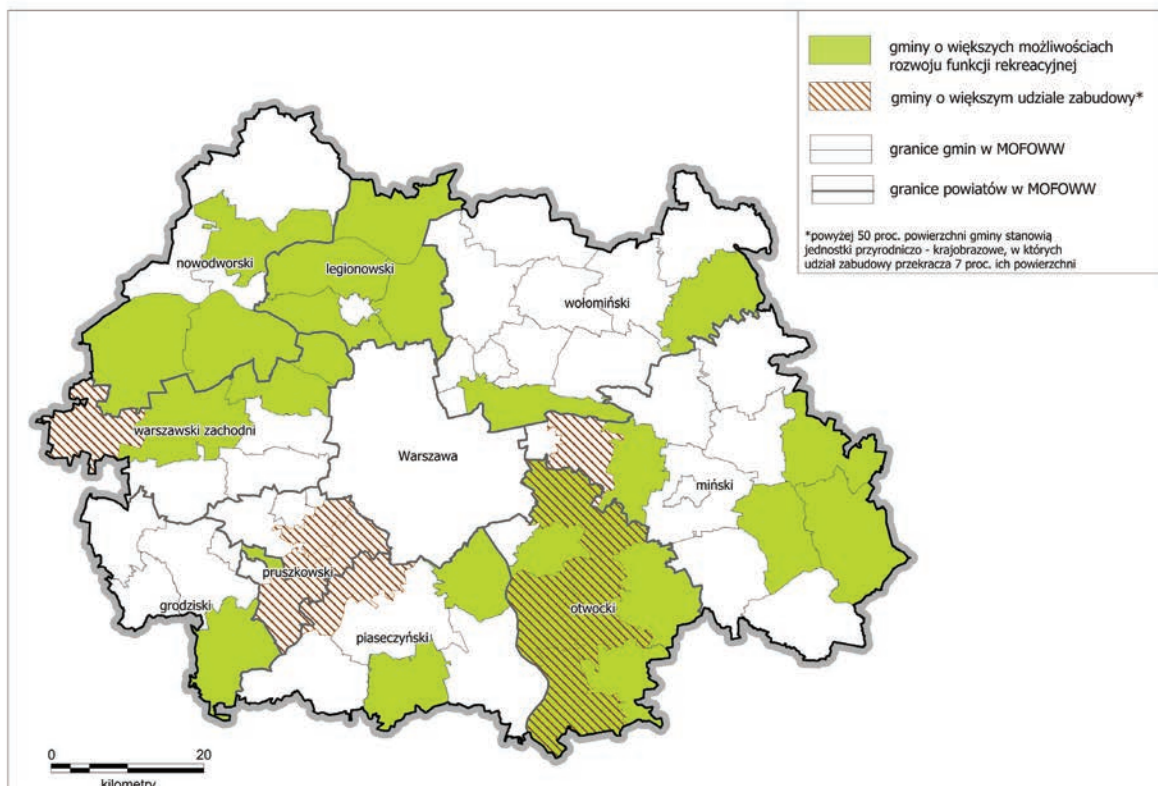 gminy o większych możliwościach
rozwoju funkcji rekreacyjnej
gminy o większym udziale zabudowy*
granice gmin w MOFOWW
granice powiatów w MOFOWW
*powyżej 50 proc. powierzchni gminy stanowią
jednostki przyrodniczo - krajobrazowe, w których
udział zabudowy przekracza 7 proc. ich powierzchni
nowodworski
legionowski
wołomiński
warszawski zachodni
Warszawa
miński
pruszkowski
grodziski
otwocki
piaseczyński
0 20
kilometry